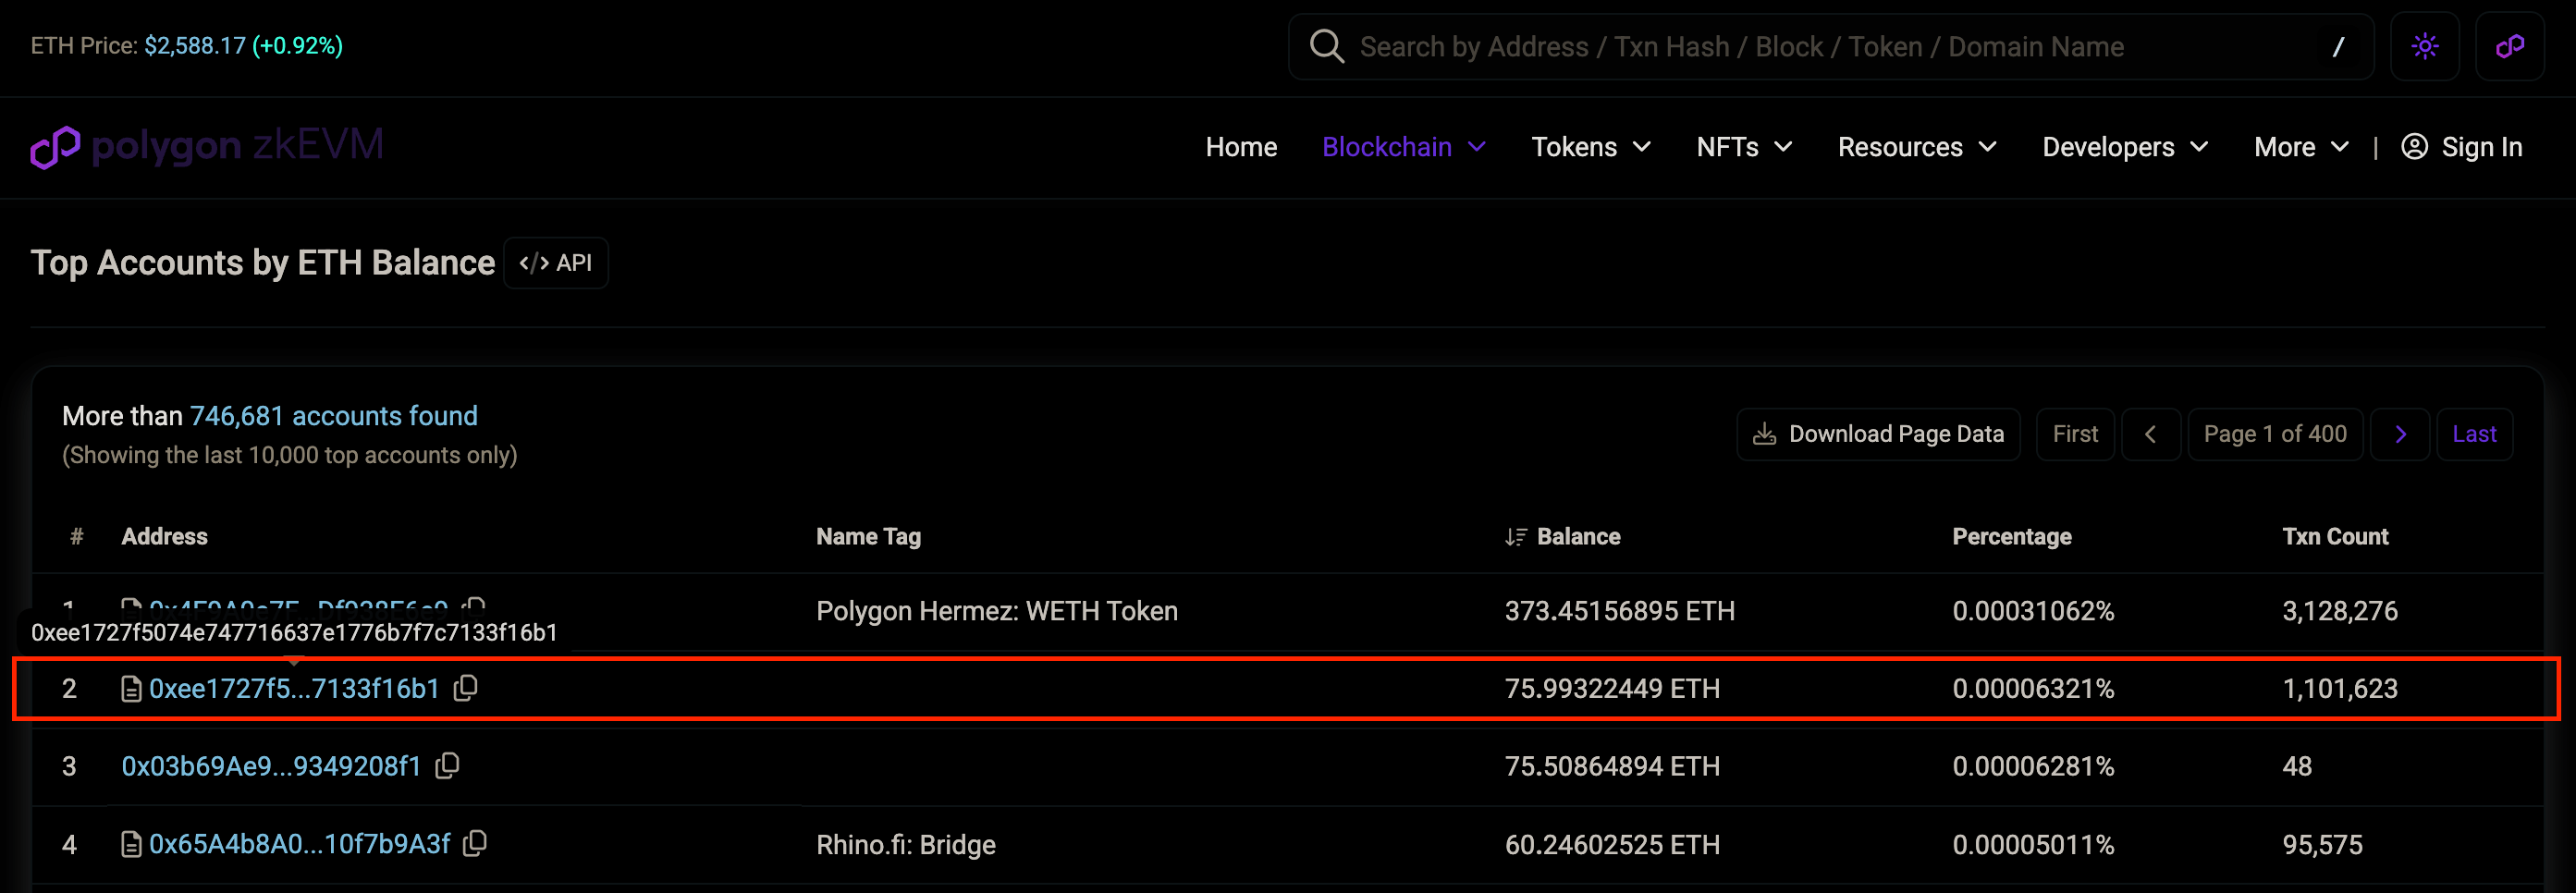 ETH Price: $2,588.17 (+0.92%)
Search by Address / Txn Hash / Block / Token / Domain Name /
polygon zkEVM
Home Blockchain Tokens NFTs Resources Developers More | Sign In
Top Accounts by ETH Balance </> API
More than 746,681 accounts found
(Showing the last 10,000 top accounts only)
Download Page Data First Page 1 of 400 Last
# Address Name Tag Balance Percentage Txn Count
1 Polygon Hermez: WETH Token 373.45156895 ETH 0.00031062% 3,128,276
0xee1727f5074e747716637e1776b7f7c7133f16b1
2 0xee1727f5...7133f16b1 75.99322449 ETH 0.00006321% 1,101,623
3 0x03b69Ae9...9349208f1 75.50864894 ETH 0.00006281% 48
4 0x65A4b8A0...10f7b9A3f Rhino.fi: Bridge 60.24602525 ETH 0.00005011% 95,575